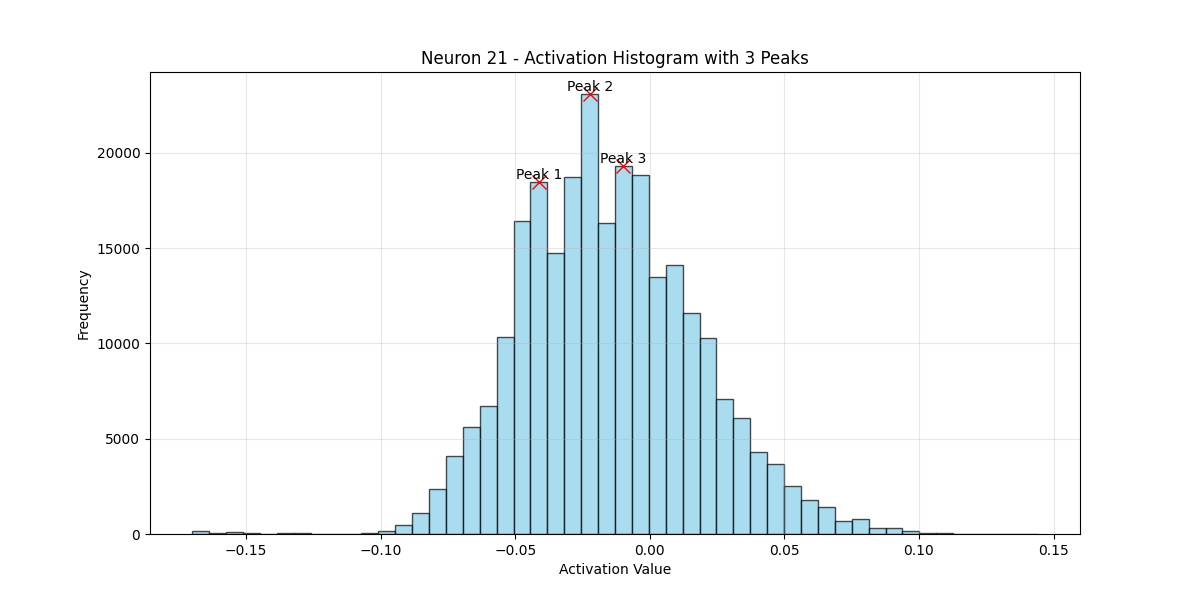 Neuron 21 - Activation Histogram with 3 Peaks
Peak 2
Peak 3
Peak 1
20000
15000
10000
5000
0
Frequency
−0.15 −0.10 −0.05 0.00 0.05 0.10 0.15
Activation Value